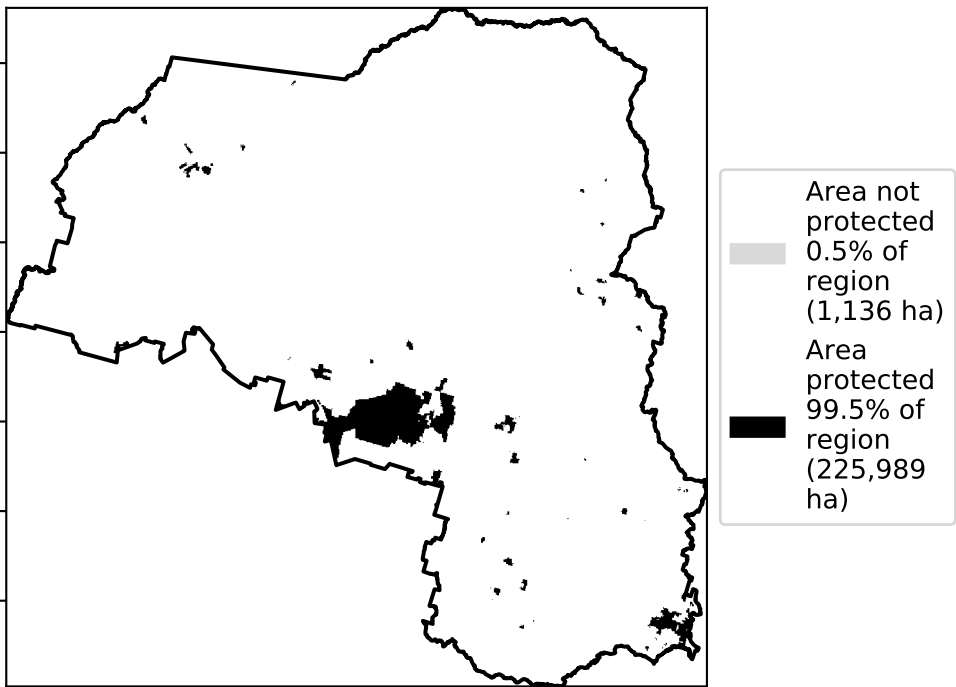 Area not
protected
0.5% of
region
(1,136 ha)
Area
protected
99.5% of
region
(225,989
ha)